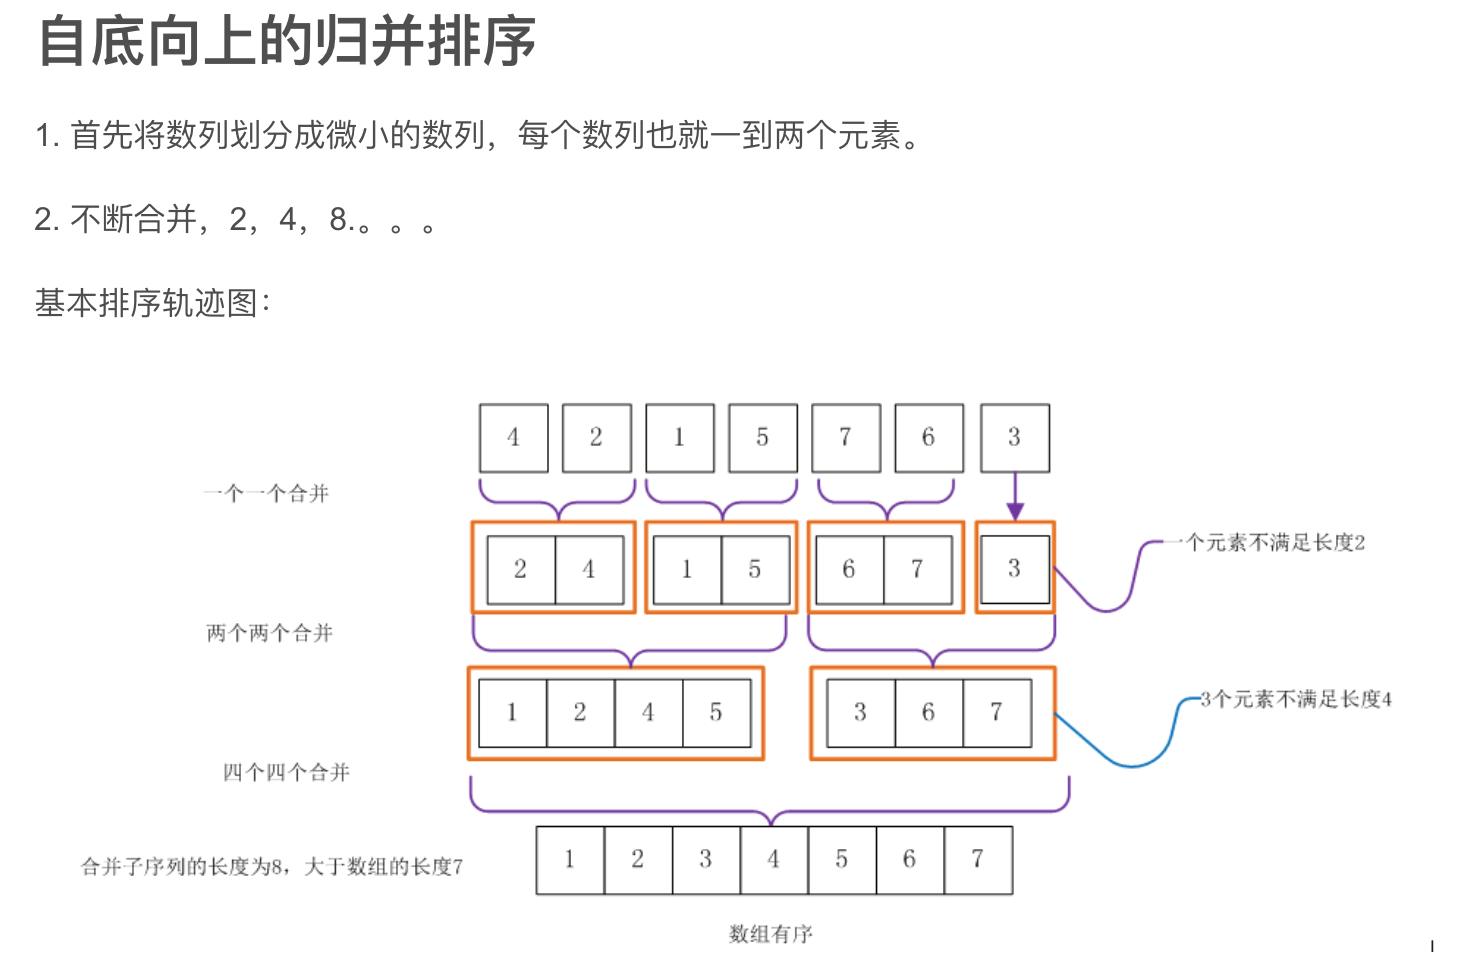 自底向上的归并排序
1. 首先将数列划分成微小的数列，每个数列也就一到两个元素。
2. 不断合并，2，4，8.。。。
基本排序轨迹图：
4 2 1 5 7 6 3
一个一个合并
2 4 1 5 6 7 3
一个元素不满足长度2
两个两个合并
1 2 4 5 3 6 7
3个元素不满足长度4
四个四个合并
合并子序列的长度为8，大于数组的长度7
1 2 3 4 5 6 7
数组有序